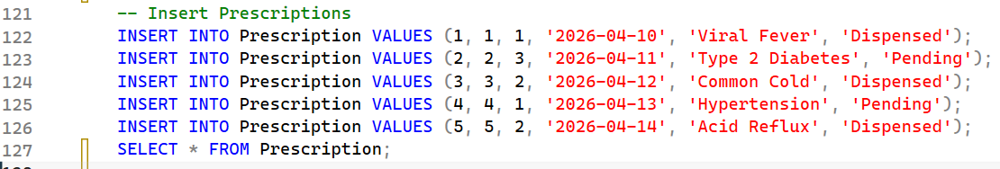 121 -- Insert Prescriptions
122 INSERT INTO Prescription VALUES (1, 1, 1, '2026-04-10', 'Viral Fever', 'Dispensed');
123 INSERT INTO Prescription VALUES (2, 2, 3, '2026-04-11', 'Type 2 Diabetes', 'Pending');
124 INSERT INTO Prescription VALUES (3, 3, 2, '2026-04-12', 'Common Cold', 'Dispensed');
125 INSERT INTO Prescription VALUES (4, 4, 1, '2026-04-13', 'Hypertension', 'Pending');
126 INSERT INTO Prescription VALUES (5, 5, 2, '2026-04-14', 'Acid Reflux', 'Dispensed');
127 SELECT * FROM Prescription;